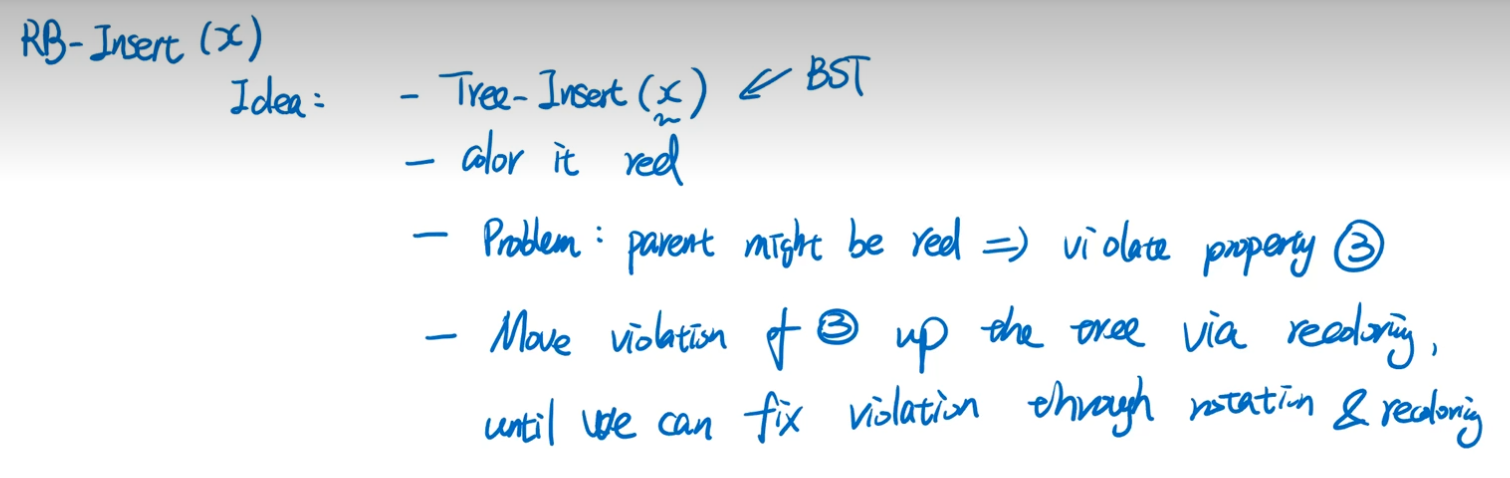 RB-Insert (x)
Idea: - Tree-Insert (x) ⇐ BST
- color it red
- Problem: parent might be red => violate property ③
- Move violation of ③ up the tree via recoloring,
until we can fix violation through rotation & recoloring